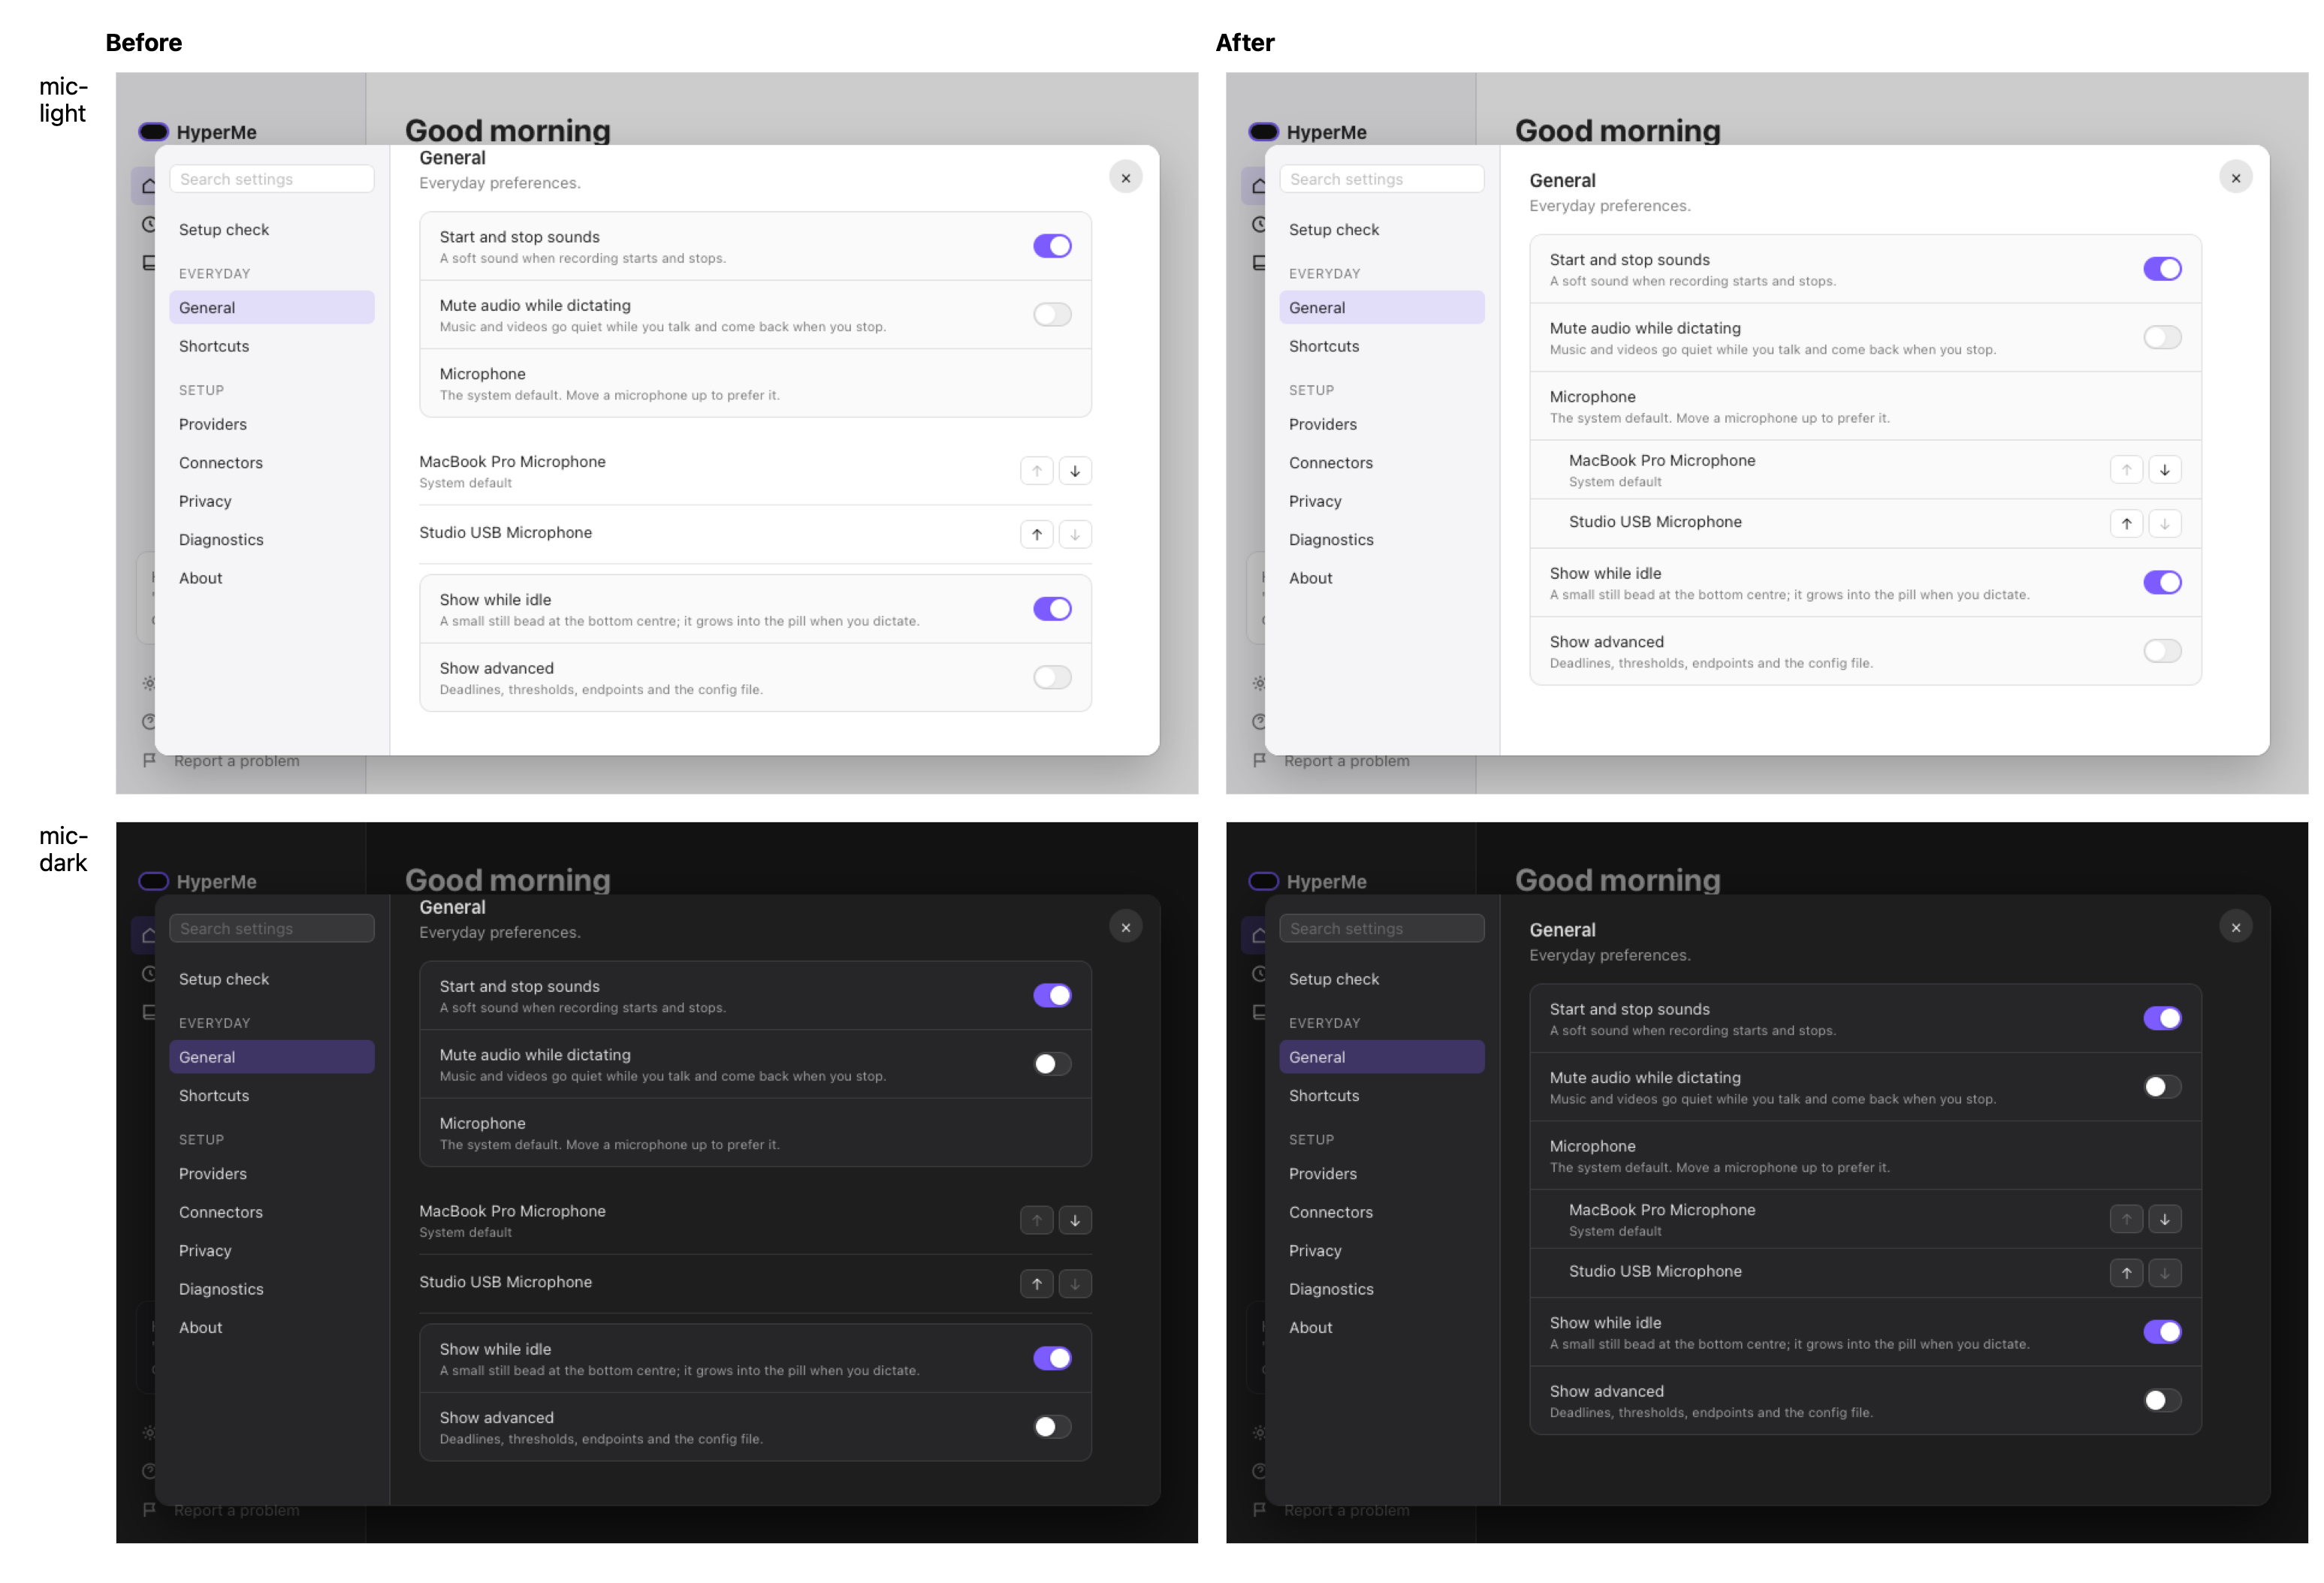 Before
After
mic-
light
HyperMe
Good morning
Search settings
Setup check
EVERYDAY
General
Shortcuts
SETUP
Providers
Connectors
Privacy
Diagnostics
About
Report a problem
General
Everyday preferences.
×
Start and stop sounds
A soft sound when recording starts and stops.
Mute audio while dictating
Music and videos go quiet while you talk and come back when you stop.
Microphone
The system default. Move a microphone up to prefer it.
MacBook Pro Microphone
System default
↑ ↓
Studio USB Microphone
↑ ↓
Show while idle
A small still bead at the bottom centre; it grows into the pill when you dictate.
Show advanced
Deadlines, thresholds, endpoints and the config file.
HyperMe
Good morning
Search settings
Setup check
EVERYDAY
General
Shortcuts
SETUP
Providers
Connectors
Privacy
Diagnostics
About
Report a problem
General
Everyday preferences.
×
Start and stop sounds
A soft sound when recording starts and stops.
Mute audio while dictating
Music and videos go quiet while you talk and come back when you stop.
Microphone
The system default. Move a microphone up to prefer it.
MacBook Pro Microphone
System default
↑ ↓
Studio USB Microphone
↑ ↓
Show while idle
A small still bead at the bottom centre; it grows into the pill when you dictate.
Show advanced
Deadlines, thresholds, endpoints and the config file.
mic-
dark
HyperMe
Good morning
Search settings
Setup check
EVERYDAY
General
Shortcuts
SETUP
Providers
Connectors
Privacy
Diagnostics
About
Report a problem
General
Everyday preferences.
×
Start and stop sounds
A soft sound when recording starts and stops.
Mute audio while dictating
Music and videos go quiet while you talk and come back when you stop.
Microphone
The system default. Move a microphone up to prefer it.
MacBook Pro Microphone
System default
↑ ↓
Studio USB Microphone
↑ ↓
Show while idle
A small still bead at the bottom centre; it grows into the pill when you dictate.
Show advanced
Deadlines, thresholds, endpoints and the config file.
HyperMe
Good morning
Search settings
Setup check
EVERYDAY
General
Shortcuts
SETUP
Providers
Connectors
Privacy
Diagnostics
About
Report a problem
General
Everyday preferences.
×
Start and stop sounds
A soft sound when recording starts and stops.
Mute audio while dictating
Music and videos go quiet while you talk and come back when you stop.
Microphone
The system default. Move a microphone up to prefer it.
MacBook Pro Microphone
System default
↑ ↓
Studio USB Microphone
↑ ↓
Show while idle
A small still bead at the bottom centre; it grows into the pill when you dictate.
Show advanced
Deadlines, thresholds, endpoints and the config file.